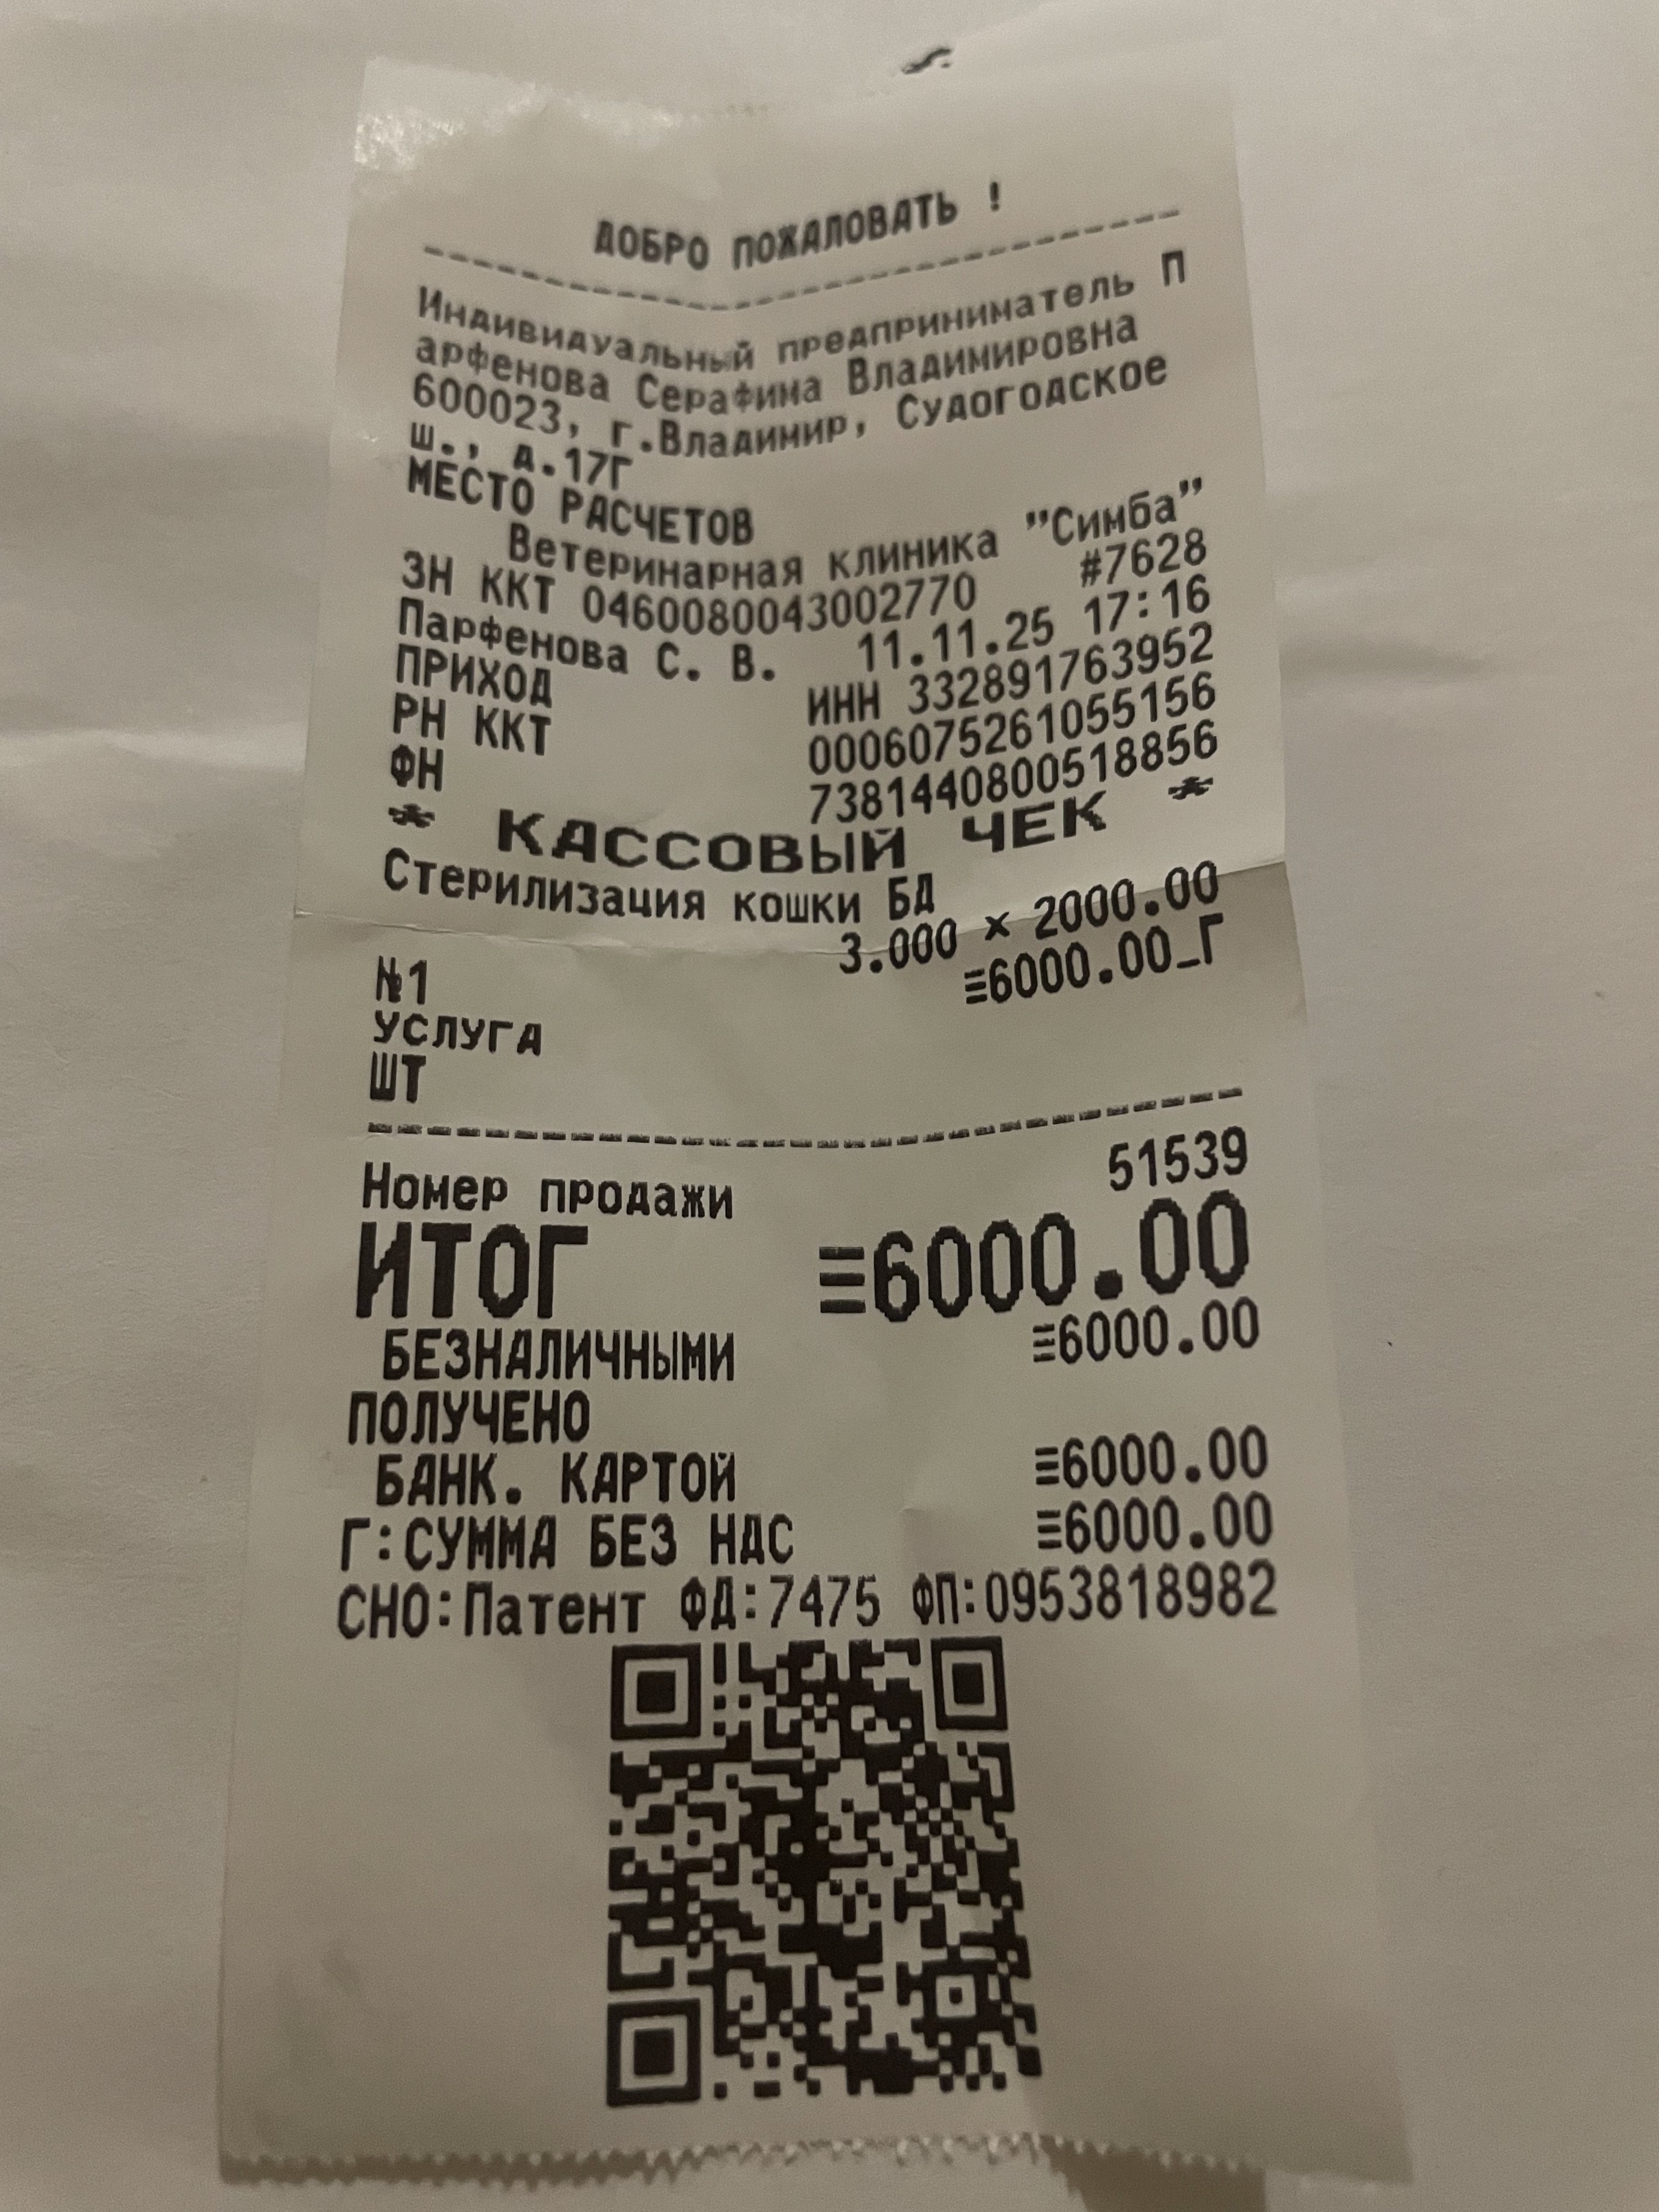 ДОБРО ПОЖАЛОВАТЬ !
Индивидуальный предприниматель П
арфенова Серафина Владимировна
600023, г.Владимир, Судогодское
ш., д.17Г
МЕСТО РАСЧЕТОВ
Ветеринарная клиника "Симба"
ЗН ККТ 0460080043002770 #7628
Парфенова С. В. 11.11.25 17:16
ПРИХОД ИНН 332891763952
РН ККТ 0006075261055156
ФН 7381440800518856
* КАССОВЫЙ ЧЕК *
Стерилизация кошки БД
3.000 × 2000.00
№1 ≡6000.00_Г
УСЛУГА
ШТ
Номер продажи 51539
ИТОГ ≡6000.00
БЕЗНАЛИЧНЫМИ ≡6000.00
ПОЛУЧЕНО
БАНК. КАРТОЙ ≡6000.00
Г:СУММА БЕЗ НДС ≡6000.00
СНО:Патент ФД:7475 ФП:0953818982